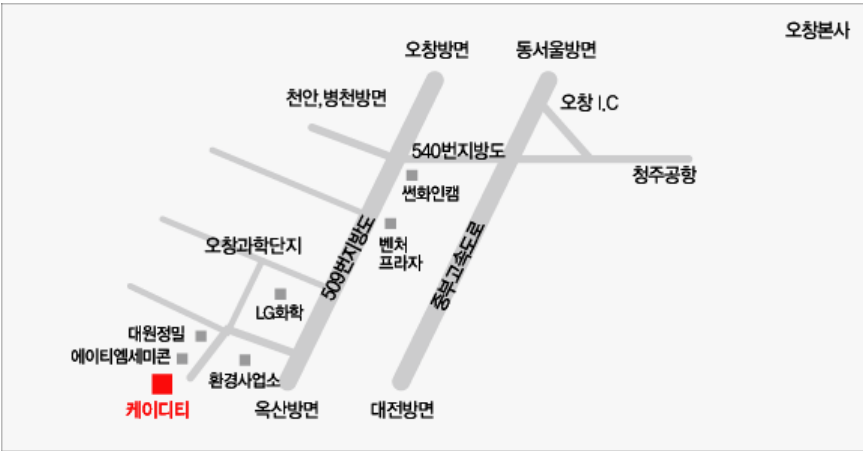 오창본사
오창방면
동서울방면
천안,병천방면
오창 I.C
540번지방도
청주공항
썬화인캠
509번지방도
벤처
프라자
중부고속도로
오창과학단지
LG화학
대원정밀
에이티엠세미콘
환경사업소
케이디티
옥산방면
대전방면